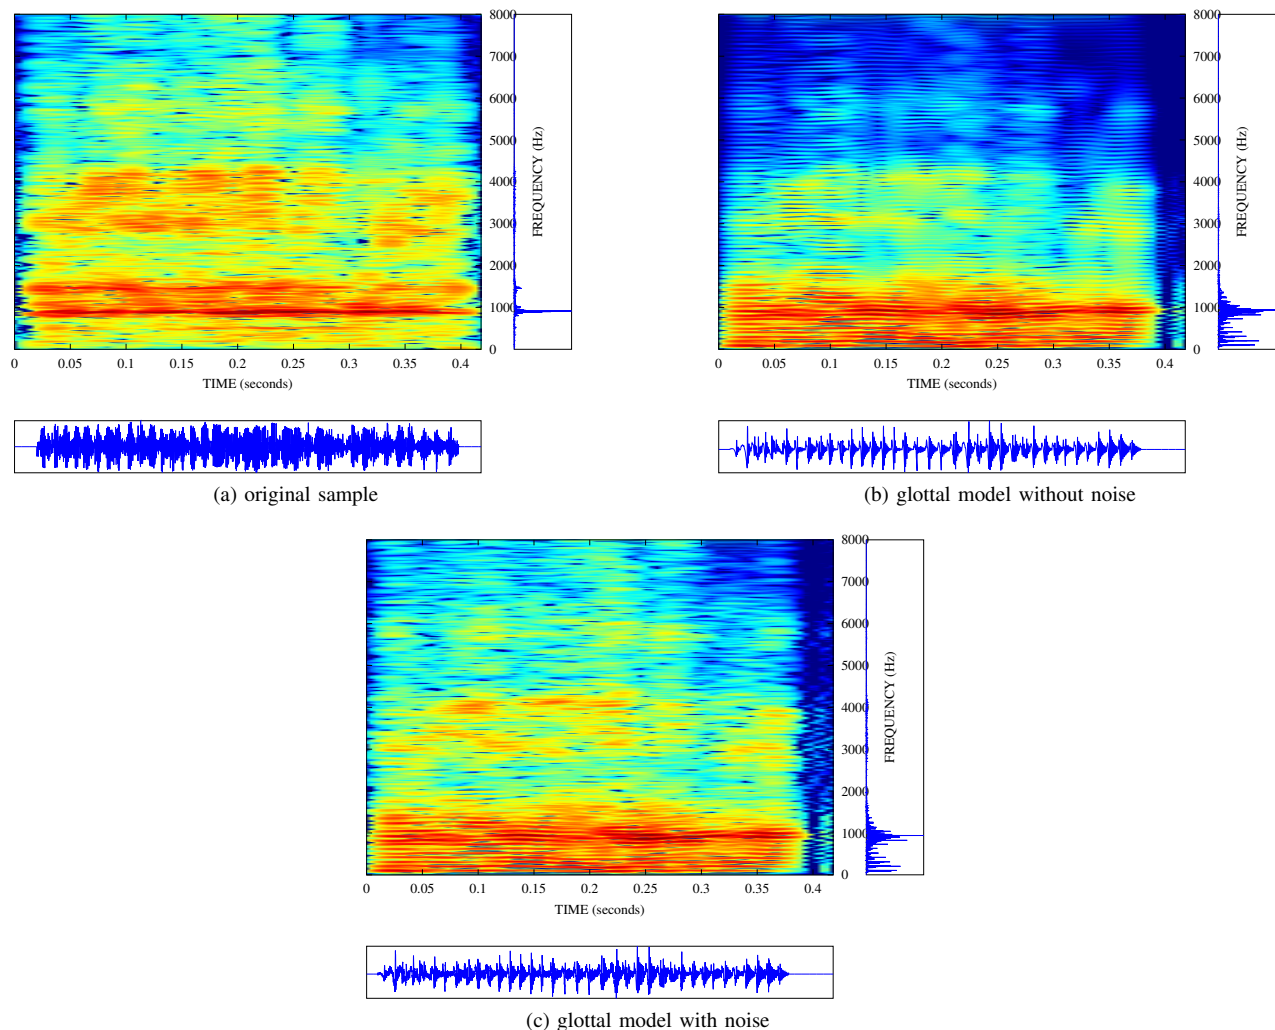 8000
7000
6000
5000
4000
3000
2000
1000
0
FREQUENCY (Hz)
0 0.05 0.1 0.15 0.2 0.25 0.3 0.35 0.4
TIME (seconds)
(a) original sample
8000
7000
6000
5000
4000
3000
2000
1000
0
FREQUENCY (Hz)
0 0.05 0.1 0.15 0.2 0.25 0.3 0.35 0.4
TIME (seconds)
(b) glottal model without noise
8000
7000
6000
5000
4000
3000
2000
1000
0
FREQUENCY (Hz)
0 0.05 0.1 0.15 0.2 0.25 0.3 0.35 0.4
TIME (seconds)
(c) glottal model with noise